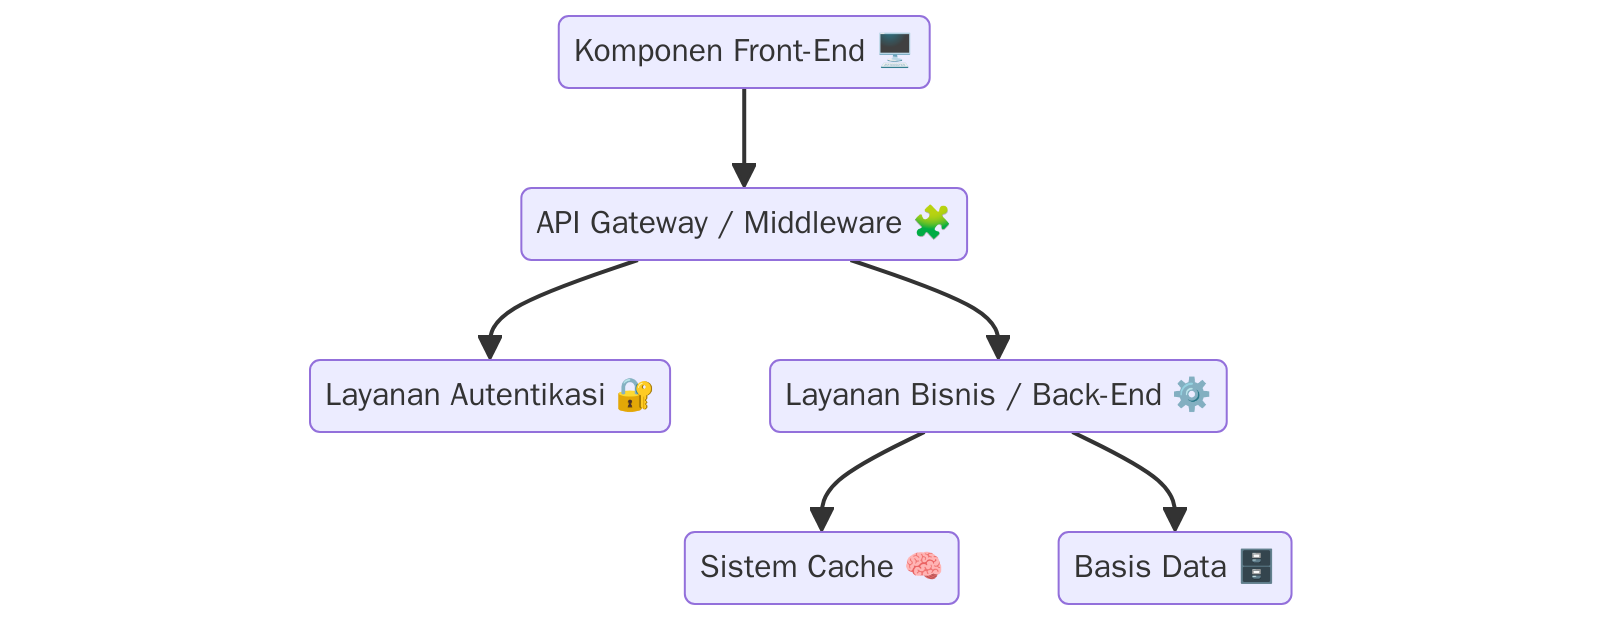 Komponen Front-End 🖥️
API Gateway / Middleware 🧩
Layanan Autentikasi 🔐
Layanan Bisnis / Back-End ⚙️
Sistem Cache 🧠
Basis Data 🗄️